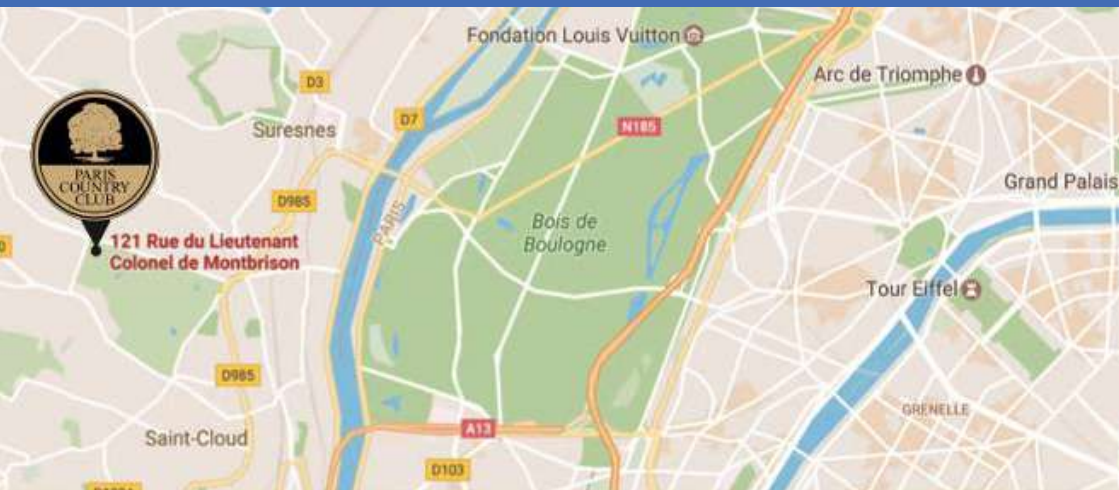 Fondation Louis Vuitton
Arc de Triomphe
D3
D7
Suresnes
N185
PARIS
COUNTRY
CLUB
Grand Palais
D985
PARIS
Bois de
Boulogne
121 Rue du Lieutenant
Colonel de Montbrison
Tour Eiffel
D985
GRENELLE
A13
Saint-Cloud
D103